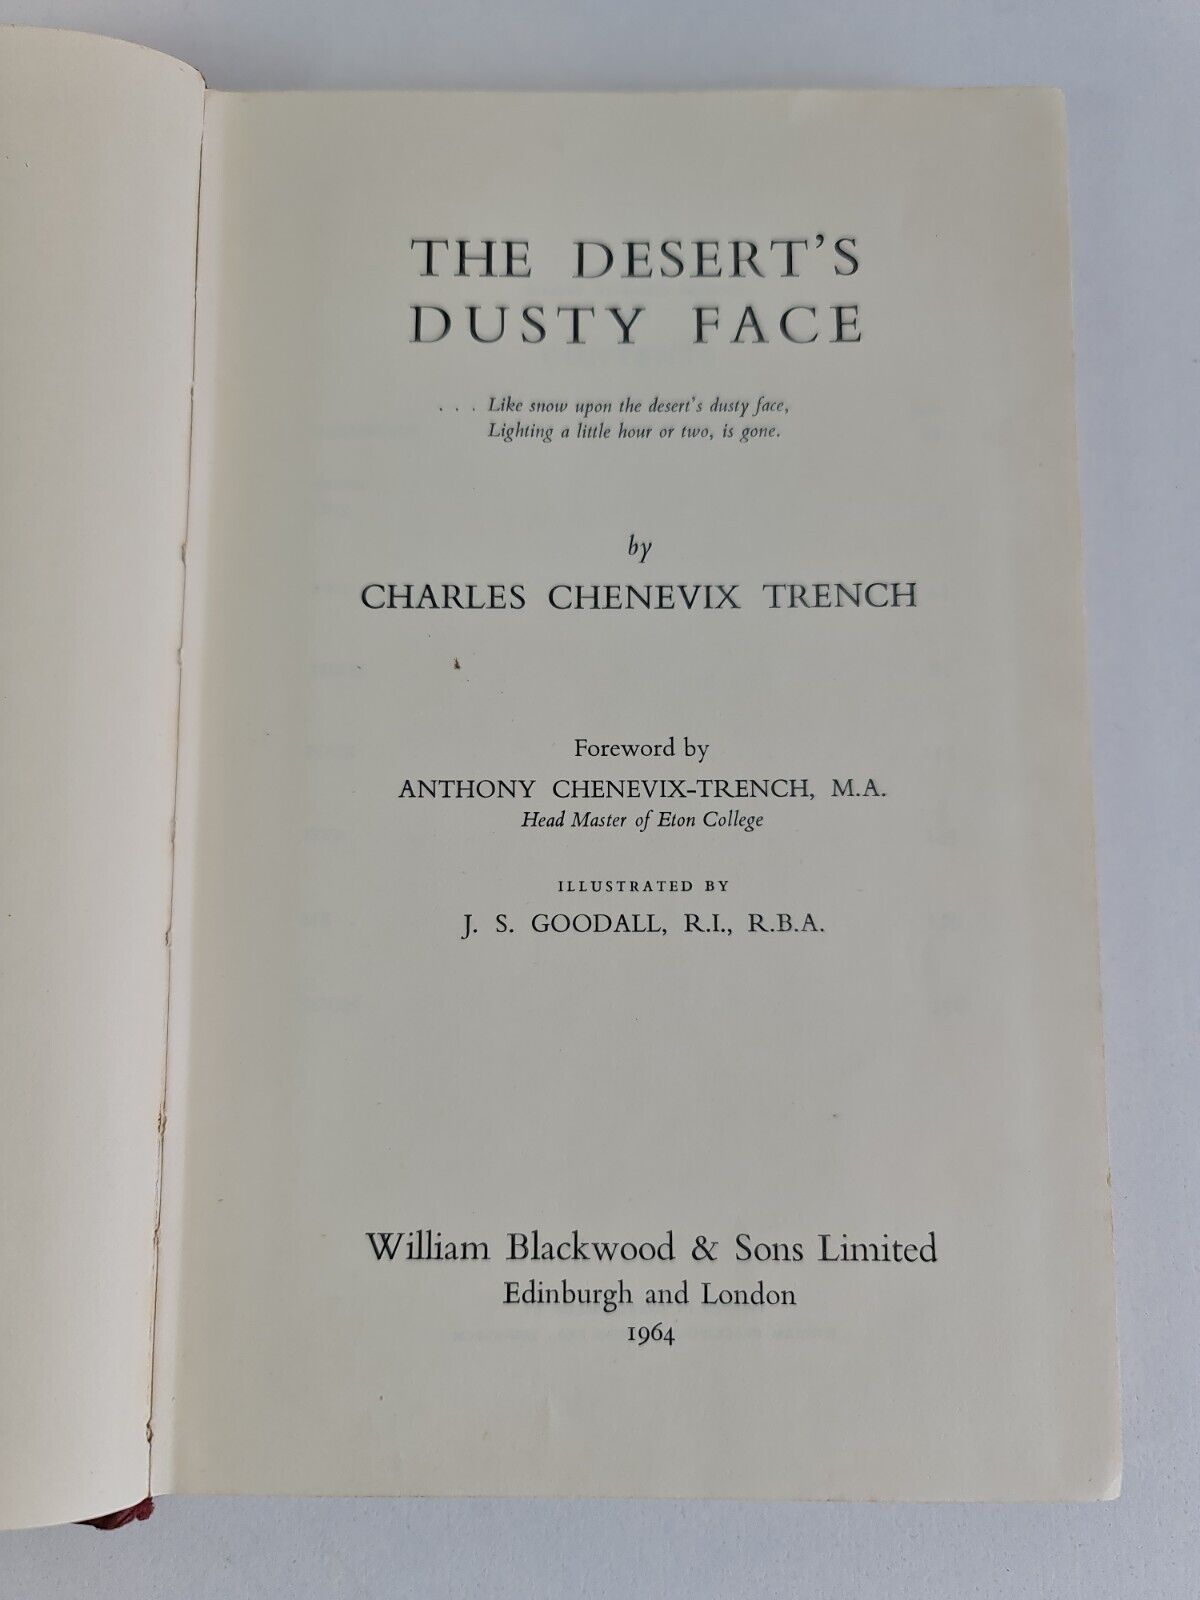 THE DESERT'S
DUSTY FACE
. . . Like snow upon the desert's dusty face,
Lighting a little hour or two, is gone.
by
CHARLES CHENEVIX TRENCH
Foreword by
ANTHONY CHENEVIX-TRENCH, M.A.
Head Master of Eton College
ILLUSTRATED BY
J. S. GOODALL, R.I., R.B.A.
William Blackwood & Sons Limited
Edinburgh and London
1964